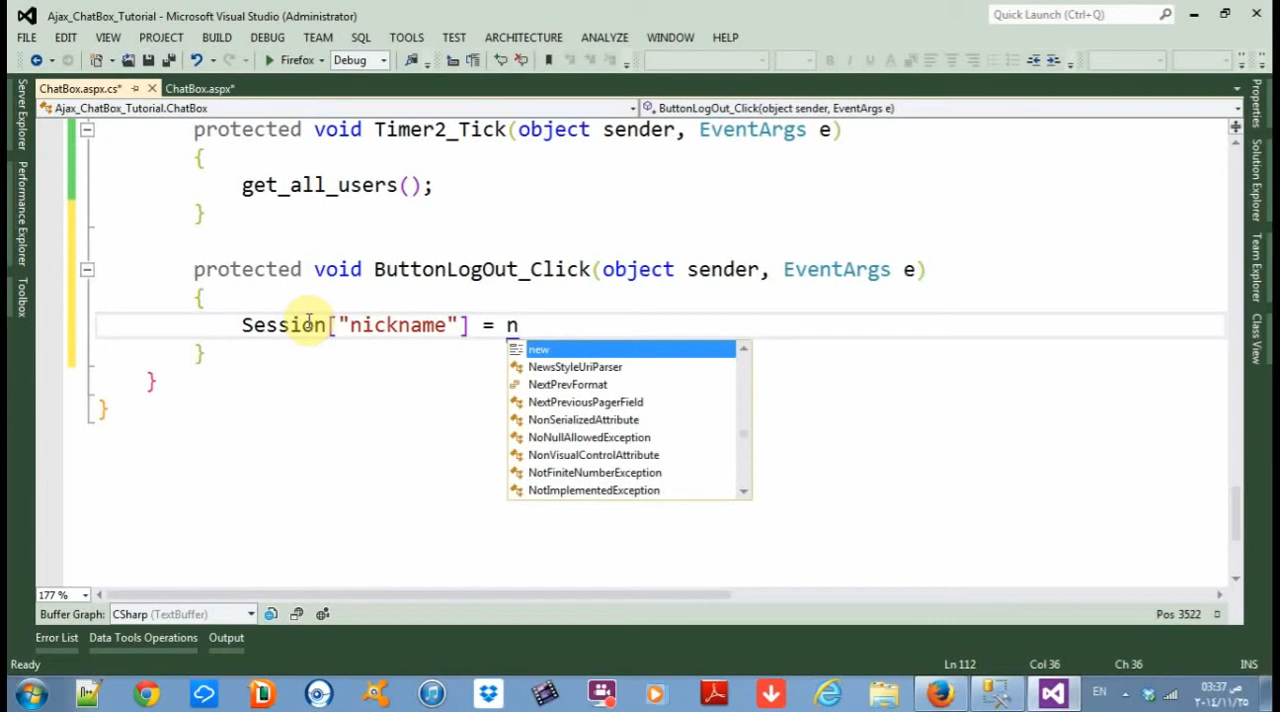 Ajax_ChatBox_Tutorial - Microsoft Visual Studio (Administrator)
Quick Launch (Ctrl+Q)
FILE EDIT VIEW PROJECT BUILD DEBUG TEAM SQL TOOLS TEST ARCHITECTURE ANALYZE WINDOW HELP
Firefox Debug
ChatBox.aspx.cs* ChatBox.aspx*
Ajax_ChatBox_Tutorial.ChatBox ButtonLogOut_Click(object sender, EventArgs e)
Server Explorer
Performance Explorer
Toolbox
protected void Timer2_Tick(object sender, EventArgs e)
{
get_all_users();
}
protected void ButtonLogOut_Click(object sender, EventArgs e)
{
Session["nickname"] = n
}
}
}
new
NewsStyleUriParser
NextPrevFormat
NextPreviousPagerField
NonSerializedAttribute
NoNullAllowedException
NonVisualControlAttribute
NotFiniteNumberException
NotImplementedException
Properties
Solution Explorer
Team Explorer
Class View
177 %
Buffer Graph: CSharp (TextBuffer) Pos 3522
Error List Data Tools Operations Output
Ready Ln 112 Col 36 Ch 36 INS
EN
03:37 ص
٢٠١٤/١١/٢٥